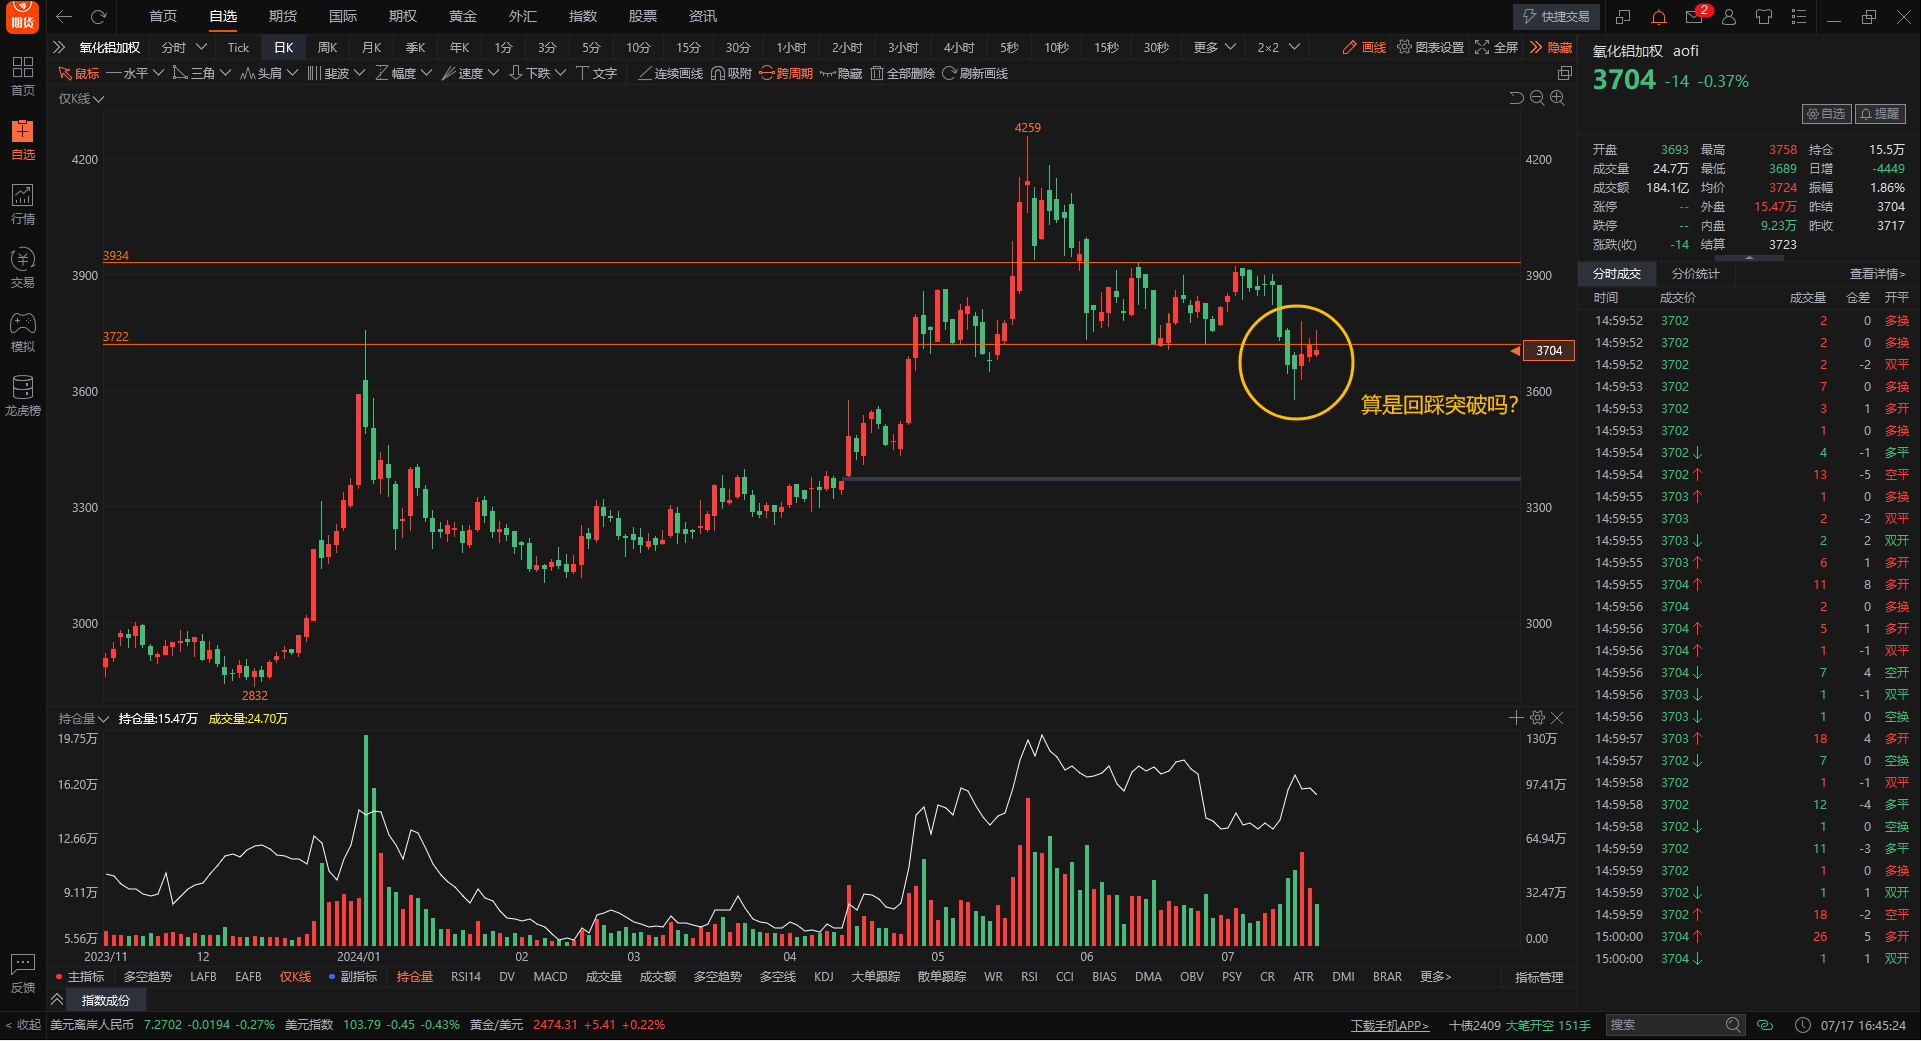 期货
首页 自选 期货 国际 期权 黄金 外汇 指数 股票 资讯
快捷交易
2
氧化铝加权 分时 Tick 日K 周K 月K 季K 年K 1分 3分 5分 10分 15分 30分 1小时 2小时 3小时 4小时 5秒 10秒 15秒 30秒 更多 2×2 画线 图表设置 全屏 隐藏
鼠标 水平 三角 头肩 斐波 幅度 速度 下跌 文字 连续画线 吸附 跨周期 隐藏 全部删除 刷新画线
首页
自选
行情
交易
模拟
龙虎榜
反馈
< 收起
仅K线
4259
4200 4200
3934
3900 3900
3722
3704
3600 3600
算是回踩突破吗?
3300 3300
3000 3000
2832
持仓量 持仓量:15.47万 成交量:24.70万
19.75万 130万
16.20万 97.41万
12.66万 64.94万
9.11万 32.47万
5.56万 0.00
2023/11 12 2024/01 02 03 04 05 06 07
主指标 多空趋势 LAFB EAFB 仅K线 副指标 持仓量 RSI14 DV MACD 成交量 成交额 多空趋势 多空线 KDJ 大单跟踪 散单跟踪 WR RSI CCI BIAS DMA OBV PSY CR ATR DMI BRAR 更多> 指标管理
指数成份
氧化铝加权 aofi
3704 -14 -0.37%
自选 提醒
开盘 3693 最高 3758 持仓 15.5万
成交量 24.7万 最低 3689 日增 -4449
成交额 184.1亿 均价 3724 振幅 1.86%
涨停 -- 外盘 15.47万 昨结 3704
跌停 -- 内盘 9.23万 昨收 3717
涨跌(收) -14 结算 3723
分时成交 分价统计 查看详情>
时间 成交价 成交量 仓差 开平
14:59:52 3702 2 0 多换
14:59:52 3702 2 0 多换
14:59:52 3702 2 -2 双平
14:59:53 3702 7 0 多换
14:59:53 3702 3 1 多开
14:59:53 3702 1 0 多换
14:59:54 3702↓ 4 -1 多平
14:59:54 3702↑ 13 -5 空平
14:59:55 3703↑ 1 0 多换
14:59:55 3703 2 -2 双平
14:59:55 3703↓ 2 2 双开
14:59:55 3703↑ 6 1 多开
14:59:55 3704↑ 11 8 多开
14:59:56 3704 2 0 多换
14:59:56 3704↑ 5 1 多开
14:59:56 3704↑ 1 -1 双平
14:59:56 3704↓ 7 4 空开
14:59:56 3703↓ 1 -1 双平
14:59:56 3703↓ 1 0 空换
14:59:57 3703↑ 18 4 多开
14:59:57 3702↓ 7 0 空换
14:59:58 3702 1 -1 双平
14:59:58 3702 12 -4 多平
14:59:58 3702↓ 1 0 空换
14:59:59 3702 11 -3 多平
14:59:59 3702 1 0 多换
14:59:59 3702↓ 1 1 双开
14:59:59 3702↑ 18 -2 空平
15:00:00 3704↑ 26 5 多开
15:00:00 3704↓ 1 1 双开
美元离岸人民币 7.2702 -0.0194 -0.27% 美元指数 103.79 -0.45 -0.43% 黄金/美元 2474.31 +5.41 +0.22% 下载手机APP> 十债2409 大笔开空 151手 搜索 07/17 16:45:24